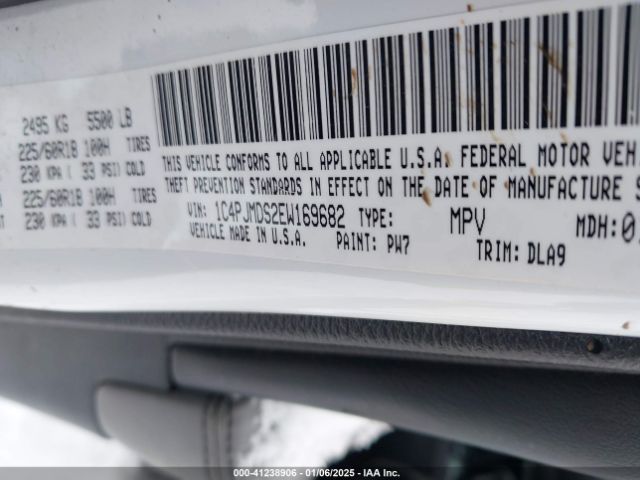 2495 KG 5500 LB
225/60R18 100H TIRES
230 KPA ( 33 PSI) COLD
225/60R18 100H TIRES
230 KPA ( 33 PSI) COLD
THIS VEHICLE CONFORMS TO ALL APPLICABLE U.S.A. FEDERAL MOTOR VEH
THEFT PREVENTION STANDARDS IN EFFECT ON THE DATE OF MANUFACTURE S
VIN: 1C4PJMDS2EW169682 TYPE: MPV MDH:0
VEHICLE MADE IN U.S.A. PAINT: PW7 TRIM: DLA9
000-41238906 - 01/06/2025 - IAA Inc.